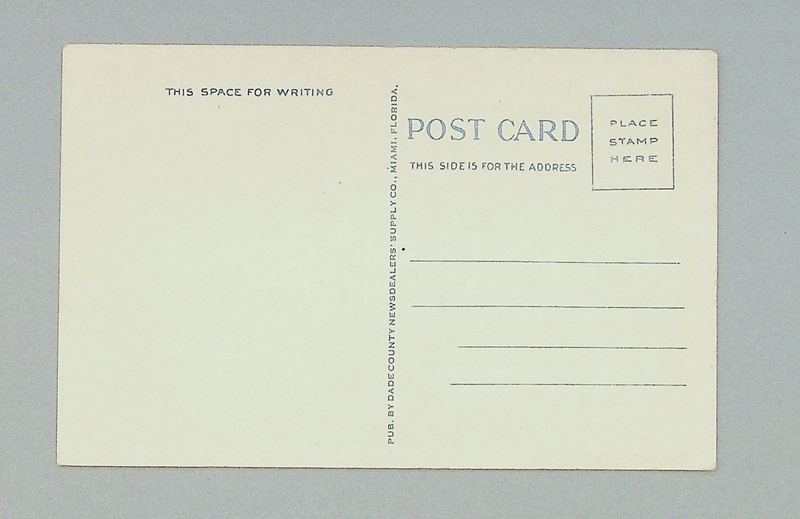 THIS SPACE FOR WRITING
PUB. BY DADE COUNTY NEWSDEALERS' SUPPLY CO., MIAMI, FLORIDA.
POST CARD
THIS SIDE IS FOR THE ADDRESS
PLACE
STAMP
HERE